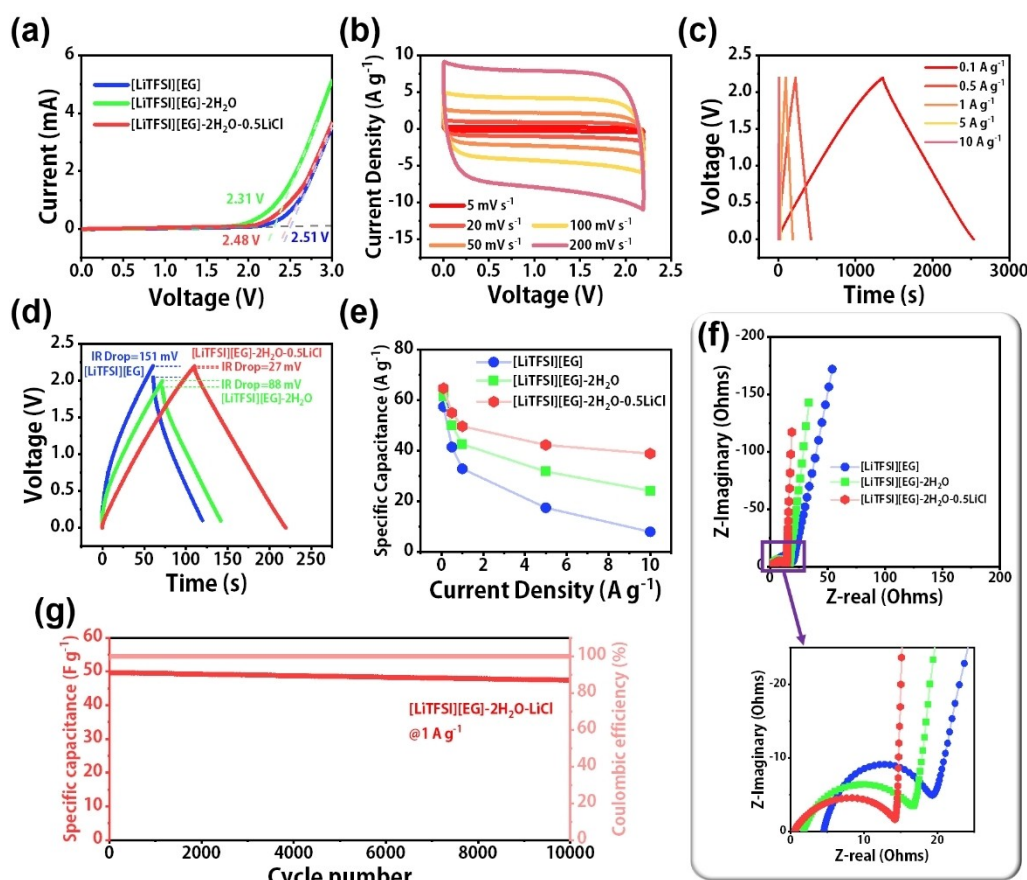 (a)
6
4
2
0
Current (mA)
[LiTFSI][EG]
[LiTFSI][EG]-2H₂O
[LiTFSI][EG]-2H₂O-0.5LiCl
2.31 V
2.48 V
2.51 V
0.0 0.5 1.0 1.5 2.0 2.5 3.0
Voltage (V)
(b)
10
5
0
-5
-10
-15
Current Density (A g⁻¹)
5 mV s⁻¹
20 mV s⁻¹
50 mV s⁻¹
100 mV s⁻¹
200 mV s⁻¹
0.0 0.5 1.0 1.5 2.0 2.5
Voltage (V)
(c)
2.5
2.0
1.5
1.0
0.5
0.0
Voltage (V)
0.1 A g⁻¹
0.5 A g⁻¹
1 A g⁻¹
5 A g⁻¹
10 A g⁻¹
0 1000 2000 3000
Time (s)
(d)
2.5
2.0
1.5
1.0
0.5
0.0
Voltage (V)
IR Drop=151 mV
[LiTFSI][EG]
[LiTFSI][EG]-2H₂O-0.5LiCl
IR Drop=27 mV
IR Drop=88 mV
[LiTFSI][EG]-2H₂O
0 50 100 150 200 250
Time (s)
(e)
80
60
40
20
0
Specific Capacitance (A g⁻¹)
[LiTFSI][EG]
[LiTFSI][EG]-2H₂O
[LiTFSI][EG]-2H₂O-0.5LiCl
0 2 4 6 8 10
Current Density (A g⁻¹)
(f)
-200
-150
-100
-50
0
Z-Imaginary (Ohms)
[LiTFSI][EG]
[LiTFSI][EG]-2H₂O
[LiTFSI][EG]-2H₂O-0.5LiCl
0 50 100 150 200
Z-real (Ohms)
-20
-10
0
Z-Imaginary (Ohms)
0 10 20
Z-real (Ohms)
(g)
60
50
40
30
20
10
0
Specific capacitance (F g⁻¹)
[LiTFSI][EG]-2H₂O-LiCl
@1 A g⁻¹
100
80
60
40
20
0
Coulombic efficiency (%)
0 2000 4000 6000 8000 10000
Cycle number